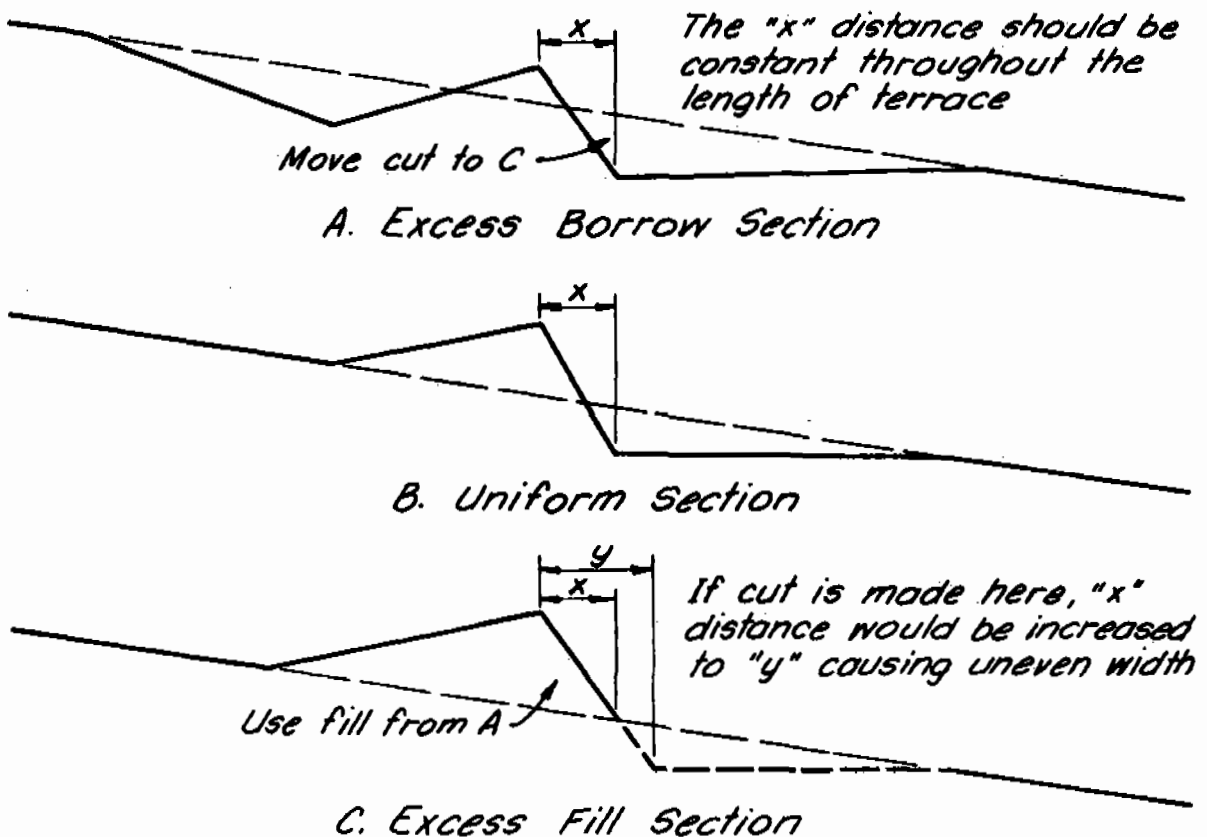 x
The "x" distance should be
constant throughout the
length of terrace
Move cut to C
A. Excess Borrow Section
x
B. Uniform Section
y
x
If cut is made here, "x"
distance would be increased
to "y" causing uneven width
Use fill from A
C. Excess Fill Section